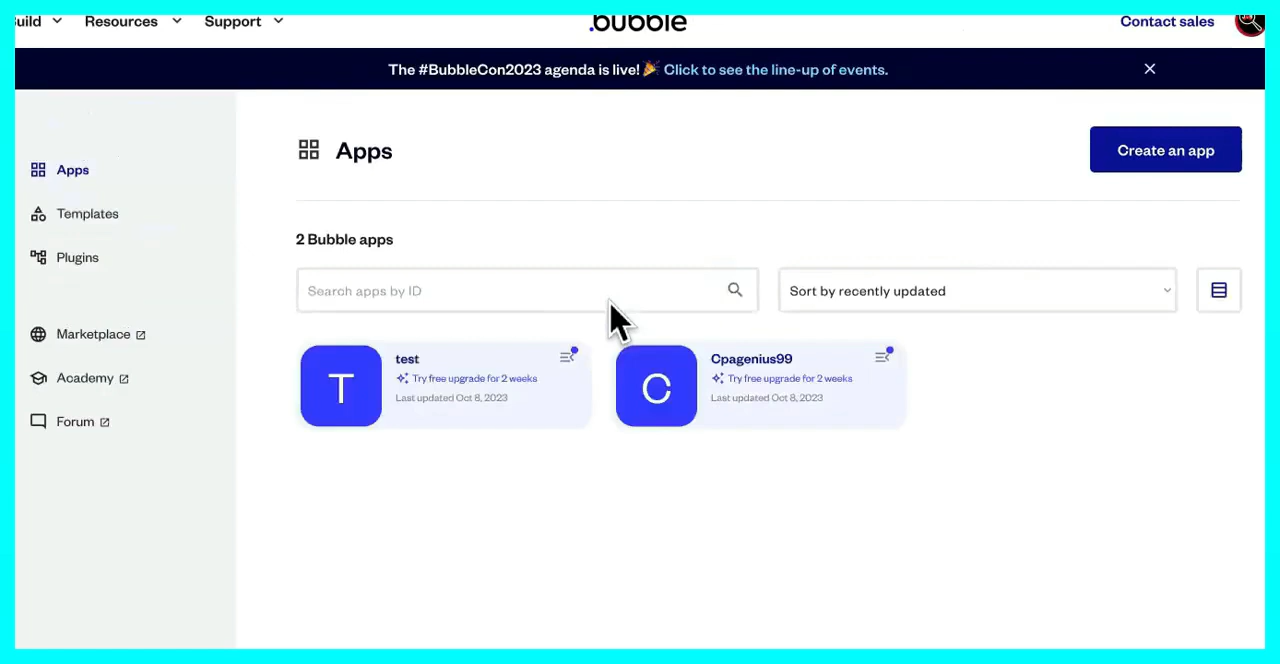 uild Resources Support .bubble Contact sales
The #BubbleCon2023 agenda is live! 🎉 Click to see the line-up of events.
Apps
Templates
Plugins
Marketplace
Academy
Forum
Apps
Create an app
2 Bubble apps
Search apps by ID
Sort by recently updated
T
test
Try free upgrade for 2 weeks
Last updated Oct 8, 2023
C
Cpagenius99
Try free upgrade for 2 weeks
Last updated Oct 8, 2023